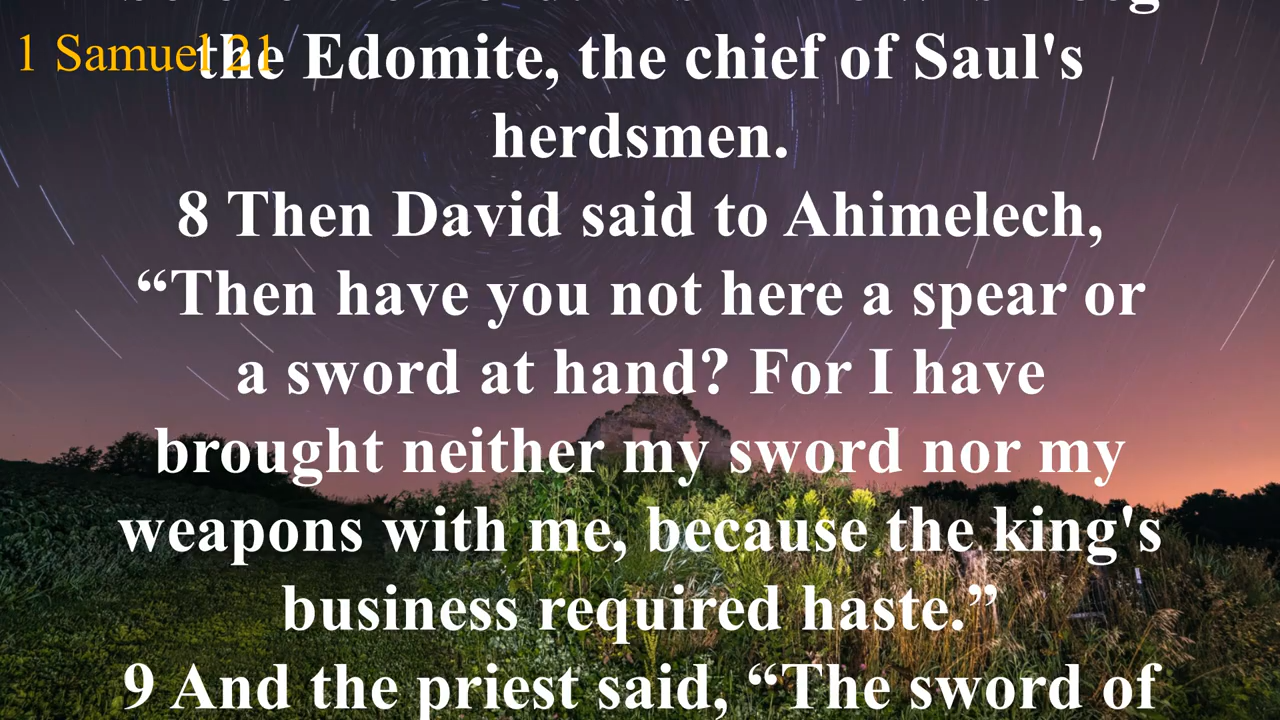 1 Samuel 21
the Edomite, the chief of Saul's
herdsmen.
8 Then David said to Ahimelech,
“Then have you not here a spear or
a sword at hand? For I have
brought neither my sword nor my
weapons with me, because the king's
business required haste.”
9 And the priest said, “The sword of